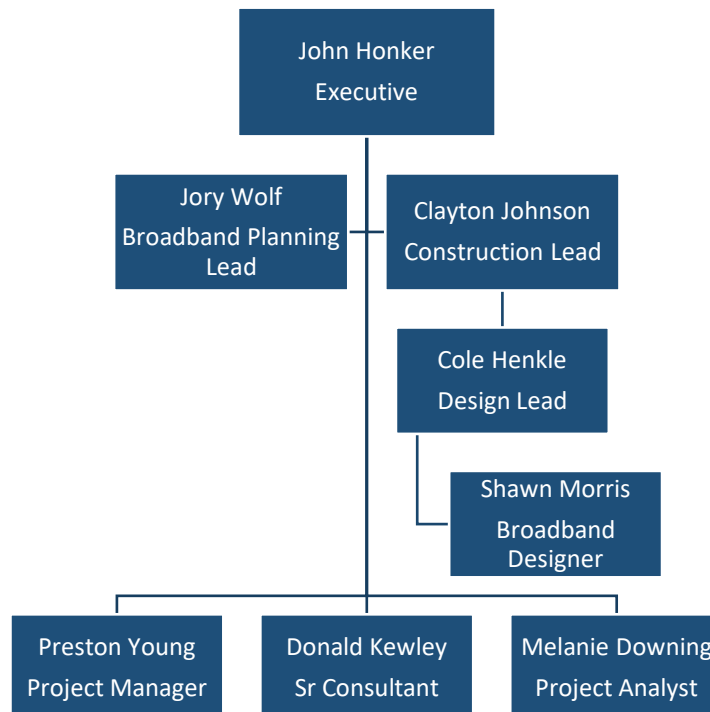 John Honker
Executive
Jory Wolf
Broadband Planning
Lead
Clayton Johnson
Construction Lead
Cole Henkle
Design Lead
Shawn Morris
Broadband
Designer
Preston Young
Project Manager
Donald Kewley
Sr Consultant
Melanie Downing
Project Analyst